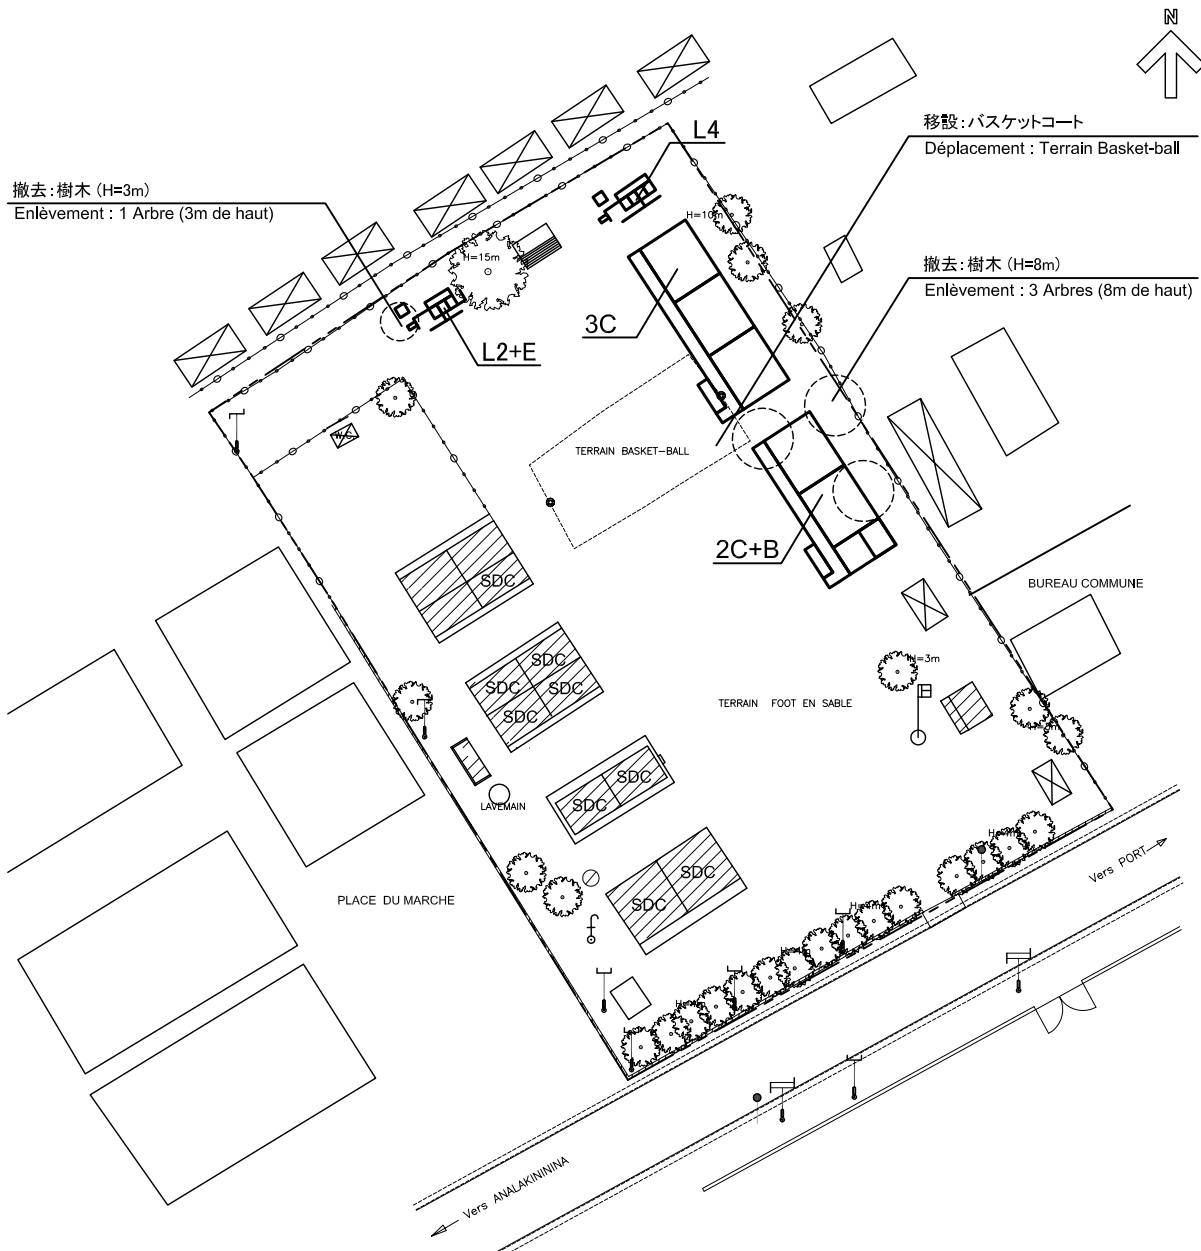 N
L4
移設:バスケットコート
Déplacement : Terrain Basket-ball
撤去:樹木 (H=3m)
Enlèvement : 1 Arbre (3m de haut)
H=10m
H=15m
撤去:樹木 (H=8m)
Enlèvement : 3 Arbres (8m de haut)
3C
L2+E
W.C
TERRAIN BASKET-BALL
2C+B
SDC
BUREAU COMMUNE
SDC
H=3m
SDC
SDC
TERRAIN FOOT EN SABLE
SDC
SDC
SDC
LAVEMAIN
SDC
Vers PORT
PLACE DU MARCHE
SDC
Vers ANALAKINININA